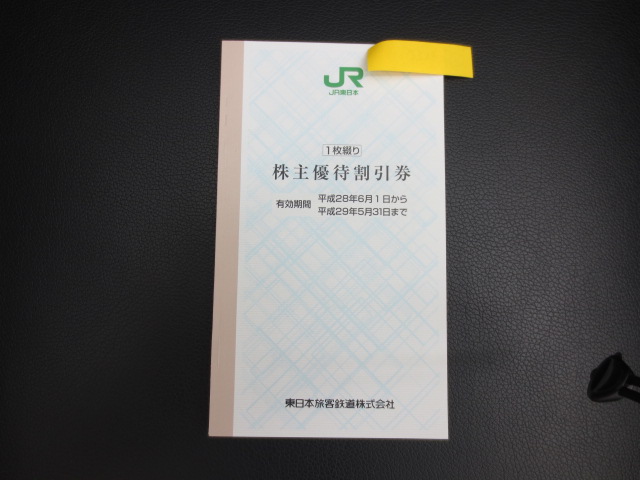 JR
JR東日本
1枚綴り
株主優待割引券
有効期間 平成28年6月1日から
平成29年5月31日まで
東日本旅客鉄道株式会社